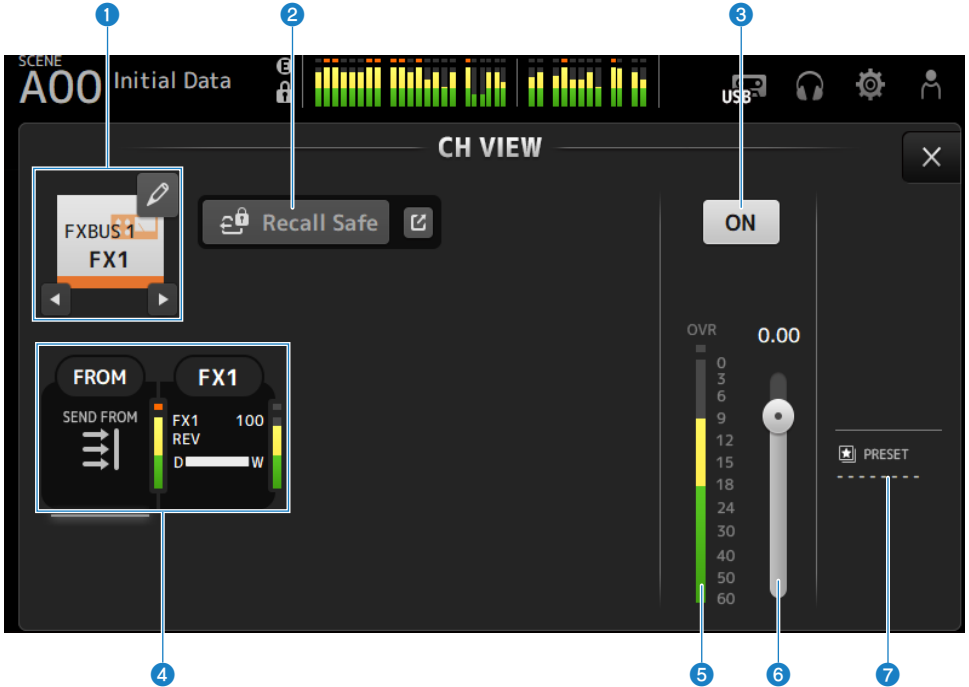 1 2 3
SCENE
A00 Initial Data E
USB
CH VIEW
FXBUS 1
FX1
Recall Safe
ON
OVR 0.00
0
3
6
9
12
15
18
24
30
40
50
60
FROM FX1
SEND FROM
FX1 100
REV
D W
PRESET
--------
4 5 6 7